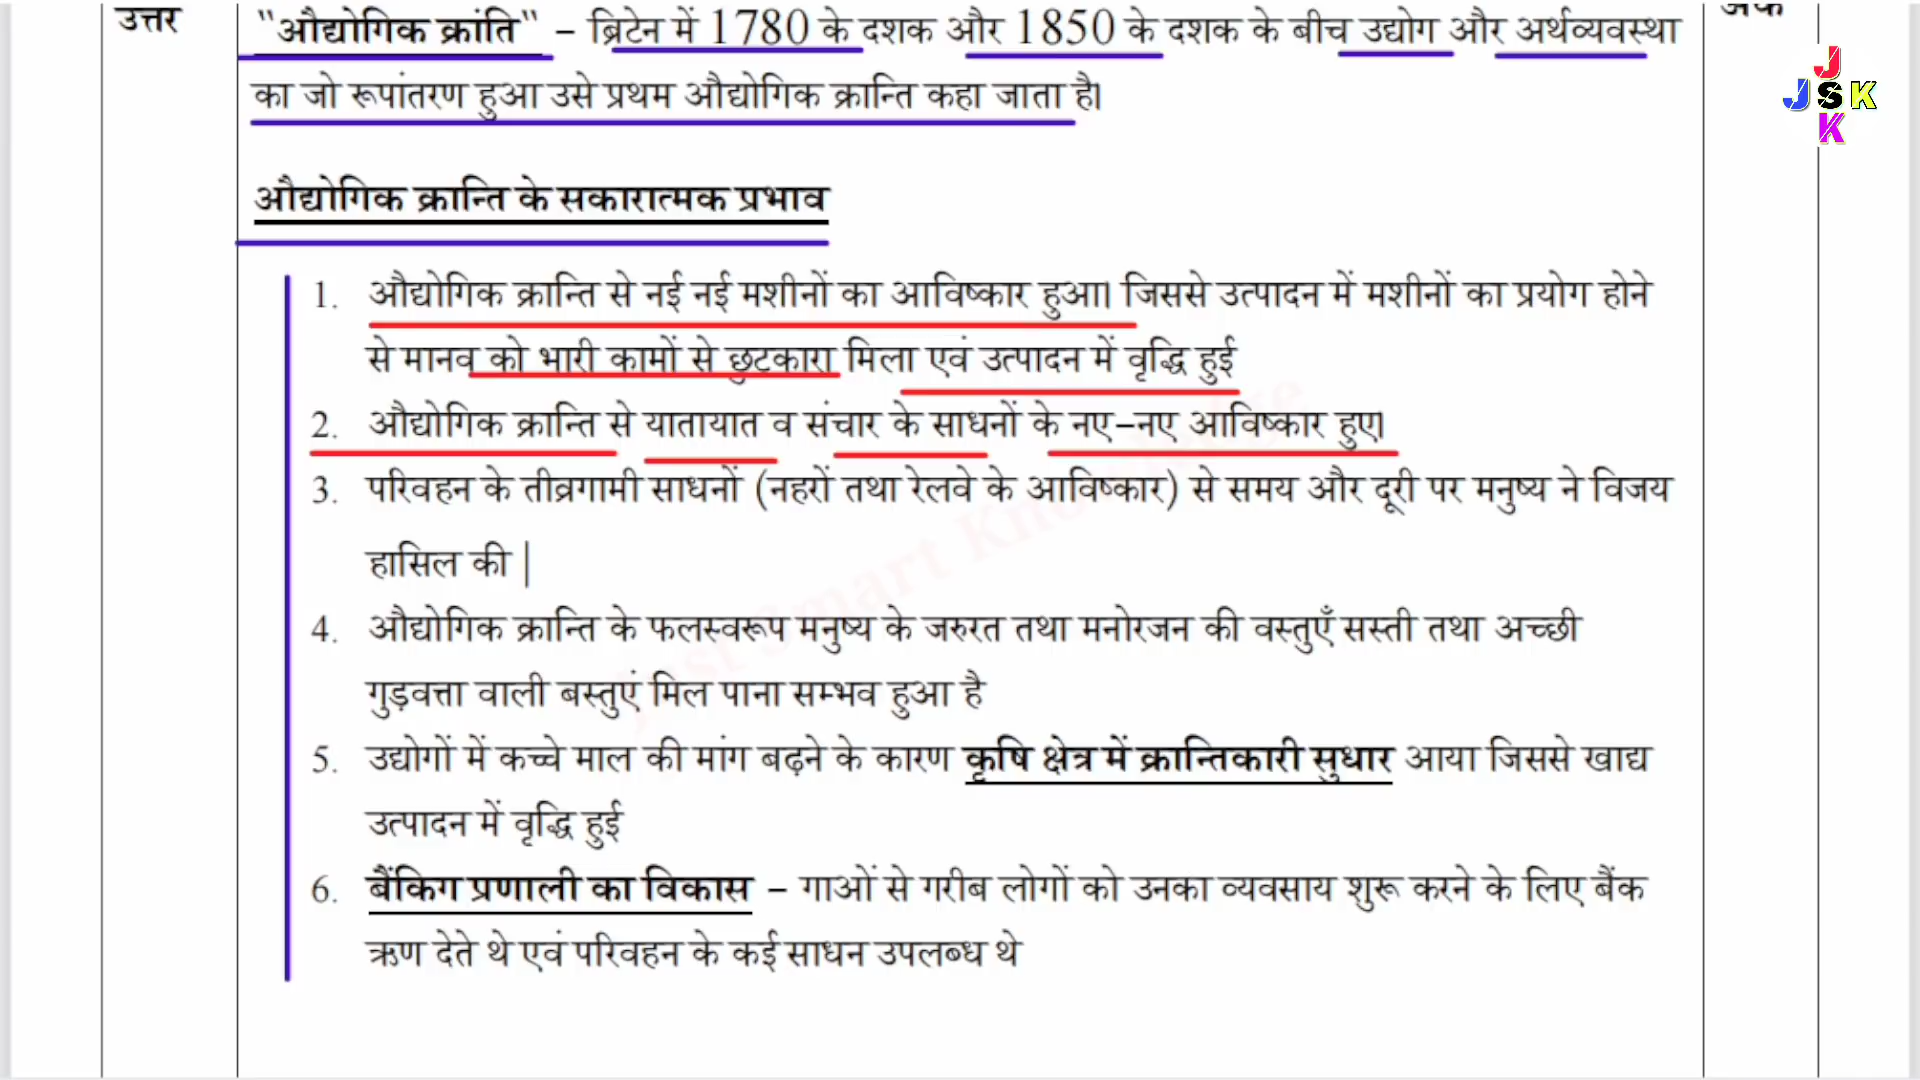 उत्तर
"औद्योगिक क्रांति" – ब्रिटेन में 1780 के दशक और 1850 के दशक के बीच उद्योग और अर्थव्यवस्था
का जो रूपांतरण हुआ उसे प्रथम औद्योगिक क्रान्ति कहा जाता है।
J
J S K
K
औद्योगिक क्रान्ति के सकारात्मक प्रभाव
1. औद्योगिक क्रान्ति से नई नई मशीनों का आविष्कार हुआ। जिससे उत्पादन में मशीनों का प्रयोग होने
से मानव को भारी कामों से छुटकारा मिला एवं उत्पादन में वृद्धि हुई
2. औद्योगिक क्रान्ति से यातायात व संचार के साधनों के नए–नए आविष्कार हुए।
3. परिवहन के तीव्रगामी साधनों (नहरों तथा रेलवे के आविष्कार) से समय और दूरी पर मनुष्य ने विजय
हासिल की |
4. औद्योगिक क्रान्ति के फलस्वरूप मनुष्य के जरुरत तथा मनोरजन की वस्तुएँ सस्ती तथा अच्छी
गुड़वत्ता वाली बस्तुएं मिल पाना सम्भव हुआ है
5. उद्योगों में कच्चे माल की मांग बढ़ने के कारण कृषि क्षेत्र में क्रान्तिकारी सुधार आया जिससे खाद्य
उत्पादन में वृद्धि हुई
6. बैंकिग प्रणाली का विकास – गाओं से गरीब लोगों को उनका व्यवसाय शुरू करने के लिए बैंक
ऋण देते थे एवं परिवहन के कई साधन उपलब्ध थे